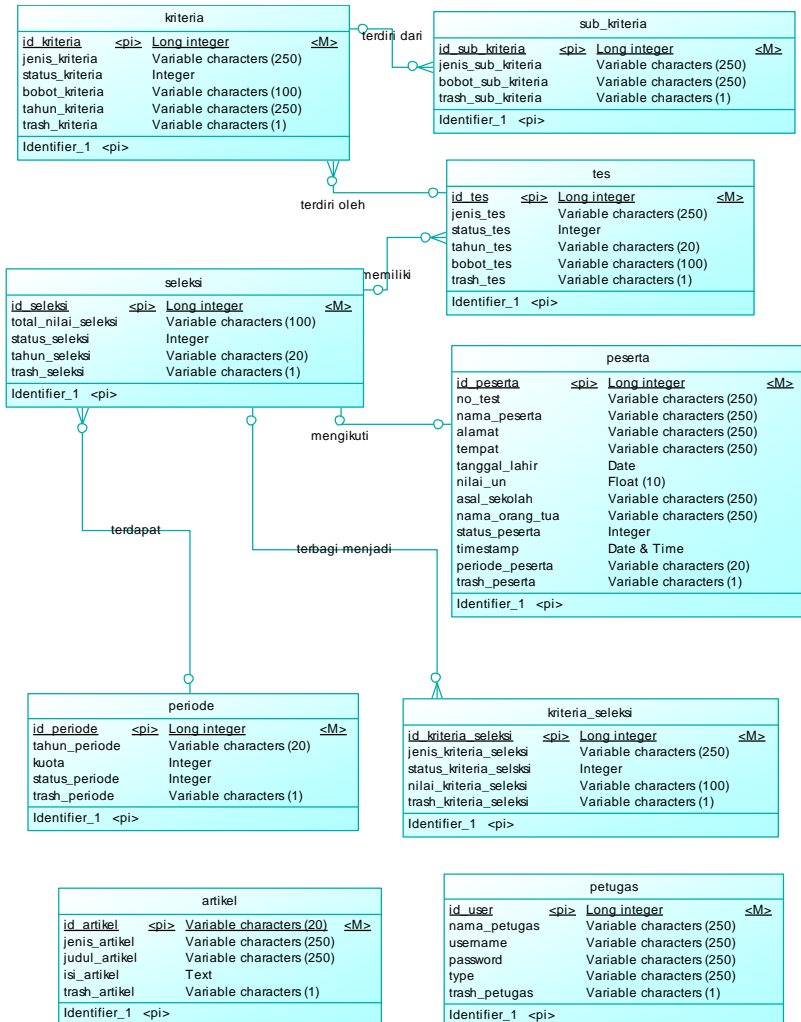 kriteria
id_kriteria <pi> Long integer <M>
jenis_kriteria Variable characters (250)
status_kriteria Integer
bobot_kriteria Variable characters (100)
tahun_kriteria Variable characters (250)
trash_kriteria Variable characters (1)
Identifier_1 <pi>
terdiri dari
sub_kriteria
id_sub_kriteria <pi> Long integer <M>
jenis_sub_kriteria Variable characters (250)
bobot_sub_kriteria Variable characters (250)
trash_sub_kriteria Variable characters (1)
Identifier_1 <pi>
terdiri oleh
tes
id_tes <pi> Long integer <M>
jenis_tes Variable characters (250)
status_tes Integer
tahun_tes Variable characters (20)
bobot_tes Variable characters (100)
trash_tes Variable characters (1)
Identifier_1 <pi>
memiliki
seleksi
id_seleksi <pi> Long integer <M>
total_nilai_seleksi Variable characters (100)
status_seleksi Integer
tahun_seleksi Variable characters (20)
trash_seleksi Variable characters (1)
Identifier_1 <pi>
mengikuti
peserta
id_peserta <pi> Long integer <M>
no_test Variable characters (250)
nama_peserta Variable characters (250)
alamat Variable characters (250)
tempat Variable characters (250)
tanggal_lahir Date
nilai_un Float (10)
asal_sekolah Variable characters (250)
nama_orang_tua Variable characters (250)
status_peserta Integer
timestamp Date & Time
periode_peserta Variable characters (20)
trash_peserta Variable characters (1)
Identifier_1 <pi>
terdapat
terbagi menjadi
periode
id_periode <pi> Long integer <M>
tahun_periode Variable characters (20)
kuota Integer
status_periode Integer
trash_periode Variable characters (1)
Identifier_1 <pi>
kriteria_seleksi
id_kriteria_seleksi <pi> Long integer <M>
jenis_kriteria_seleksi Variable characters (250)
status_kriteria_selsksi Integer
nilai_kriteria_seleksi Variable characters (100)
trash_kriteria_seleksi Variable characters (1)
Identifier_1 <pi>
artikel
id_artikel <pi> Variable characters (20) <M>
jenis_artikel Variable characters (250)
judul_artikel Variable characters (250)
isi_artikel Text
trash_artikel Variable characters (1)
Identifier_1 <pi>
petugas
id_user <pi> Long integer <M>
nama_petugas Variable characters (250)
username Variable characters (250)
password Variable characters (250)
type Variable characters (250)
trash_petugas Variable characters (1)
Identifier_1 <pi>